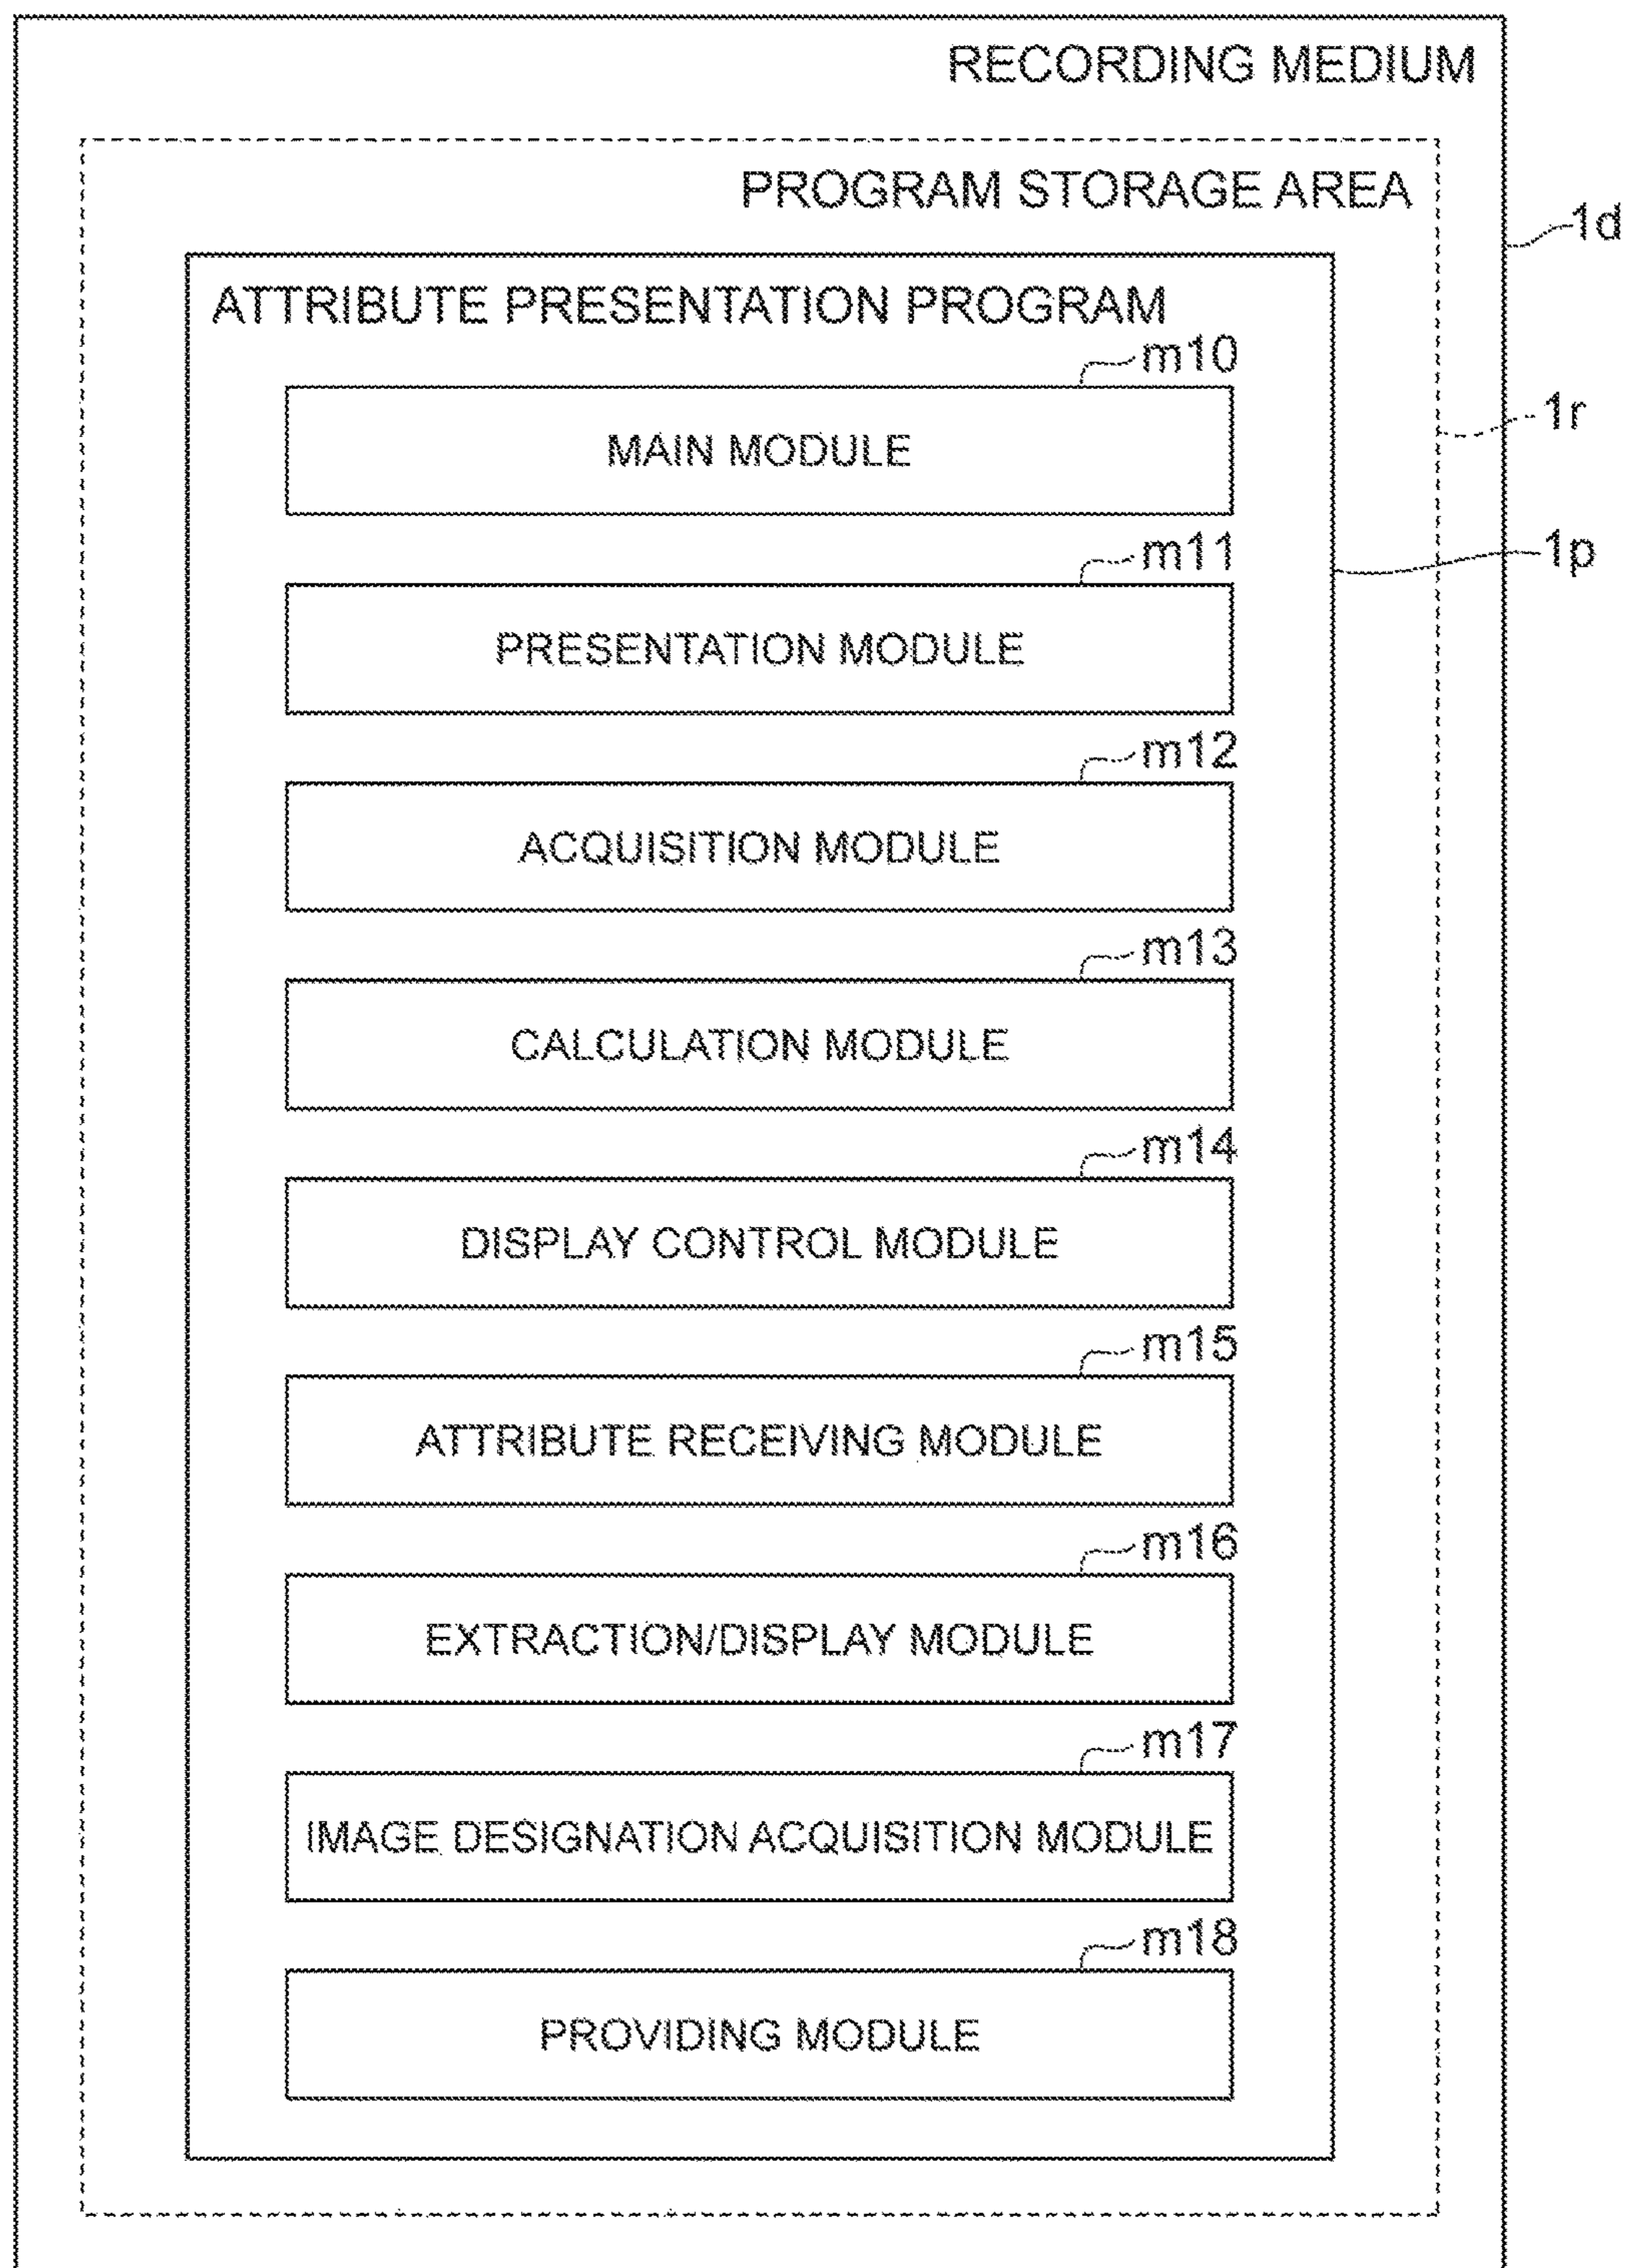 RECORDING MEDIUM
PROGRAM STORAGE AREA
1d
ATTRIBUTE PRESENTATION PROGRAM
m10
MAIN MODULE
1r
m11
1p
PRESENTATION MODULE
m12
ACQUISITION MODULE
m13
CALCULATION MODULE
m14
DISPLAY CONTROL MODULE
m15
ATTRIBUTE RECEIVING MODULE
m16
EXTRACTION/DISPLAY MODULE
m17
IMAGE DESIGNATION ACQUISITION MODULE
m18
PROVIDING MODULE